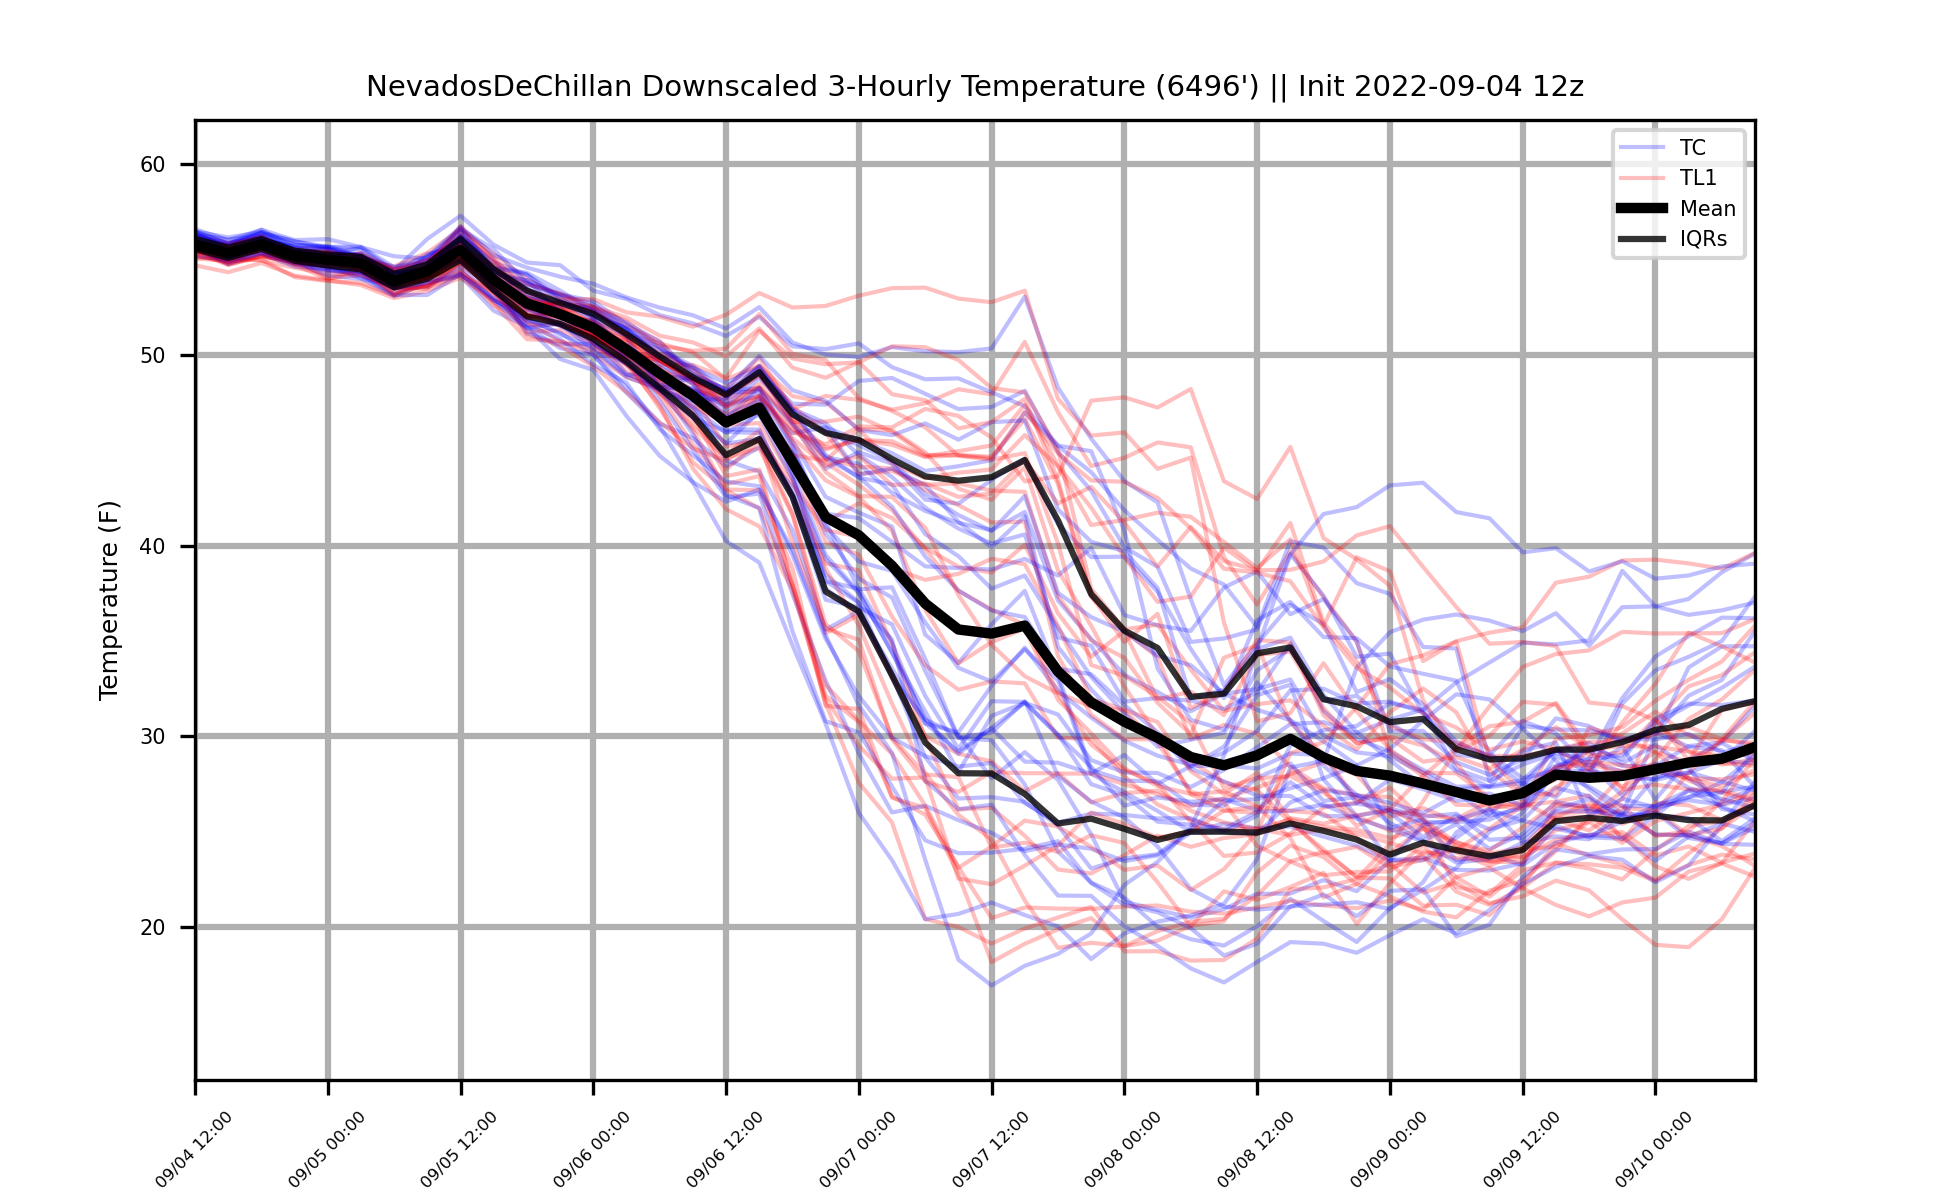 NevadosDeChillan Downscaled 3-Hourly Temperature (6496') || Init 2022-09-04 12z
TC
TL1
Mean
IQRs
Temperature (F)
60
50
40
30
20
09/04 12:00
09/05 00:00
09/05 12:00
09/06 00:00
09/06 12:00
09/07 00:00
09/07 12:00
09/08 00:00
09/08 12:00
09/09 00:00
09/09 12:00
09/10 00:00